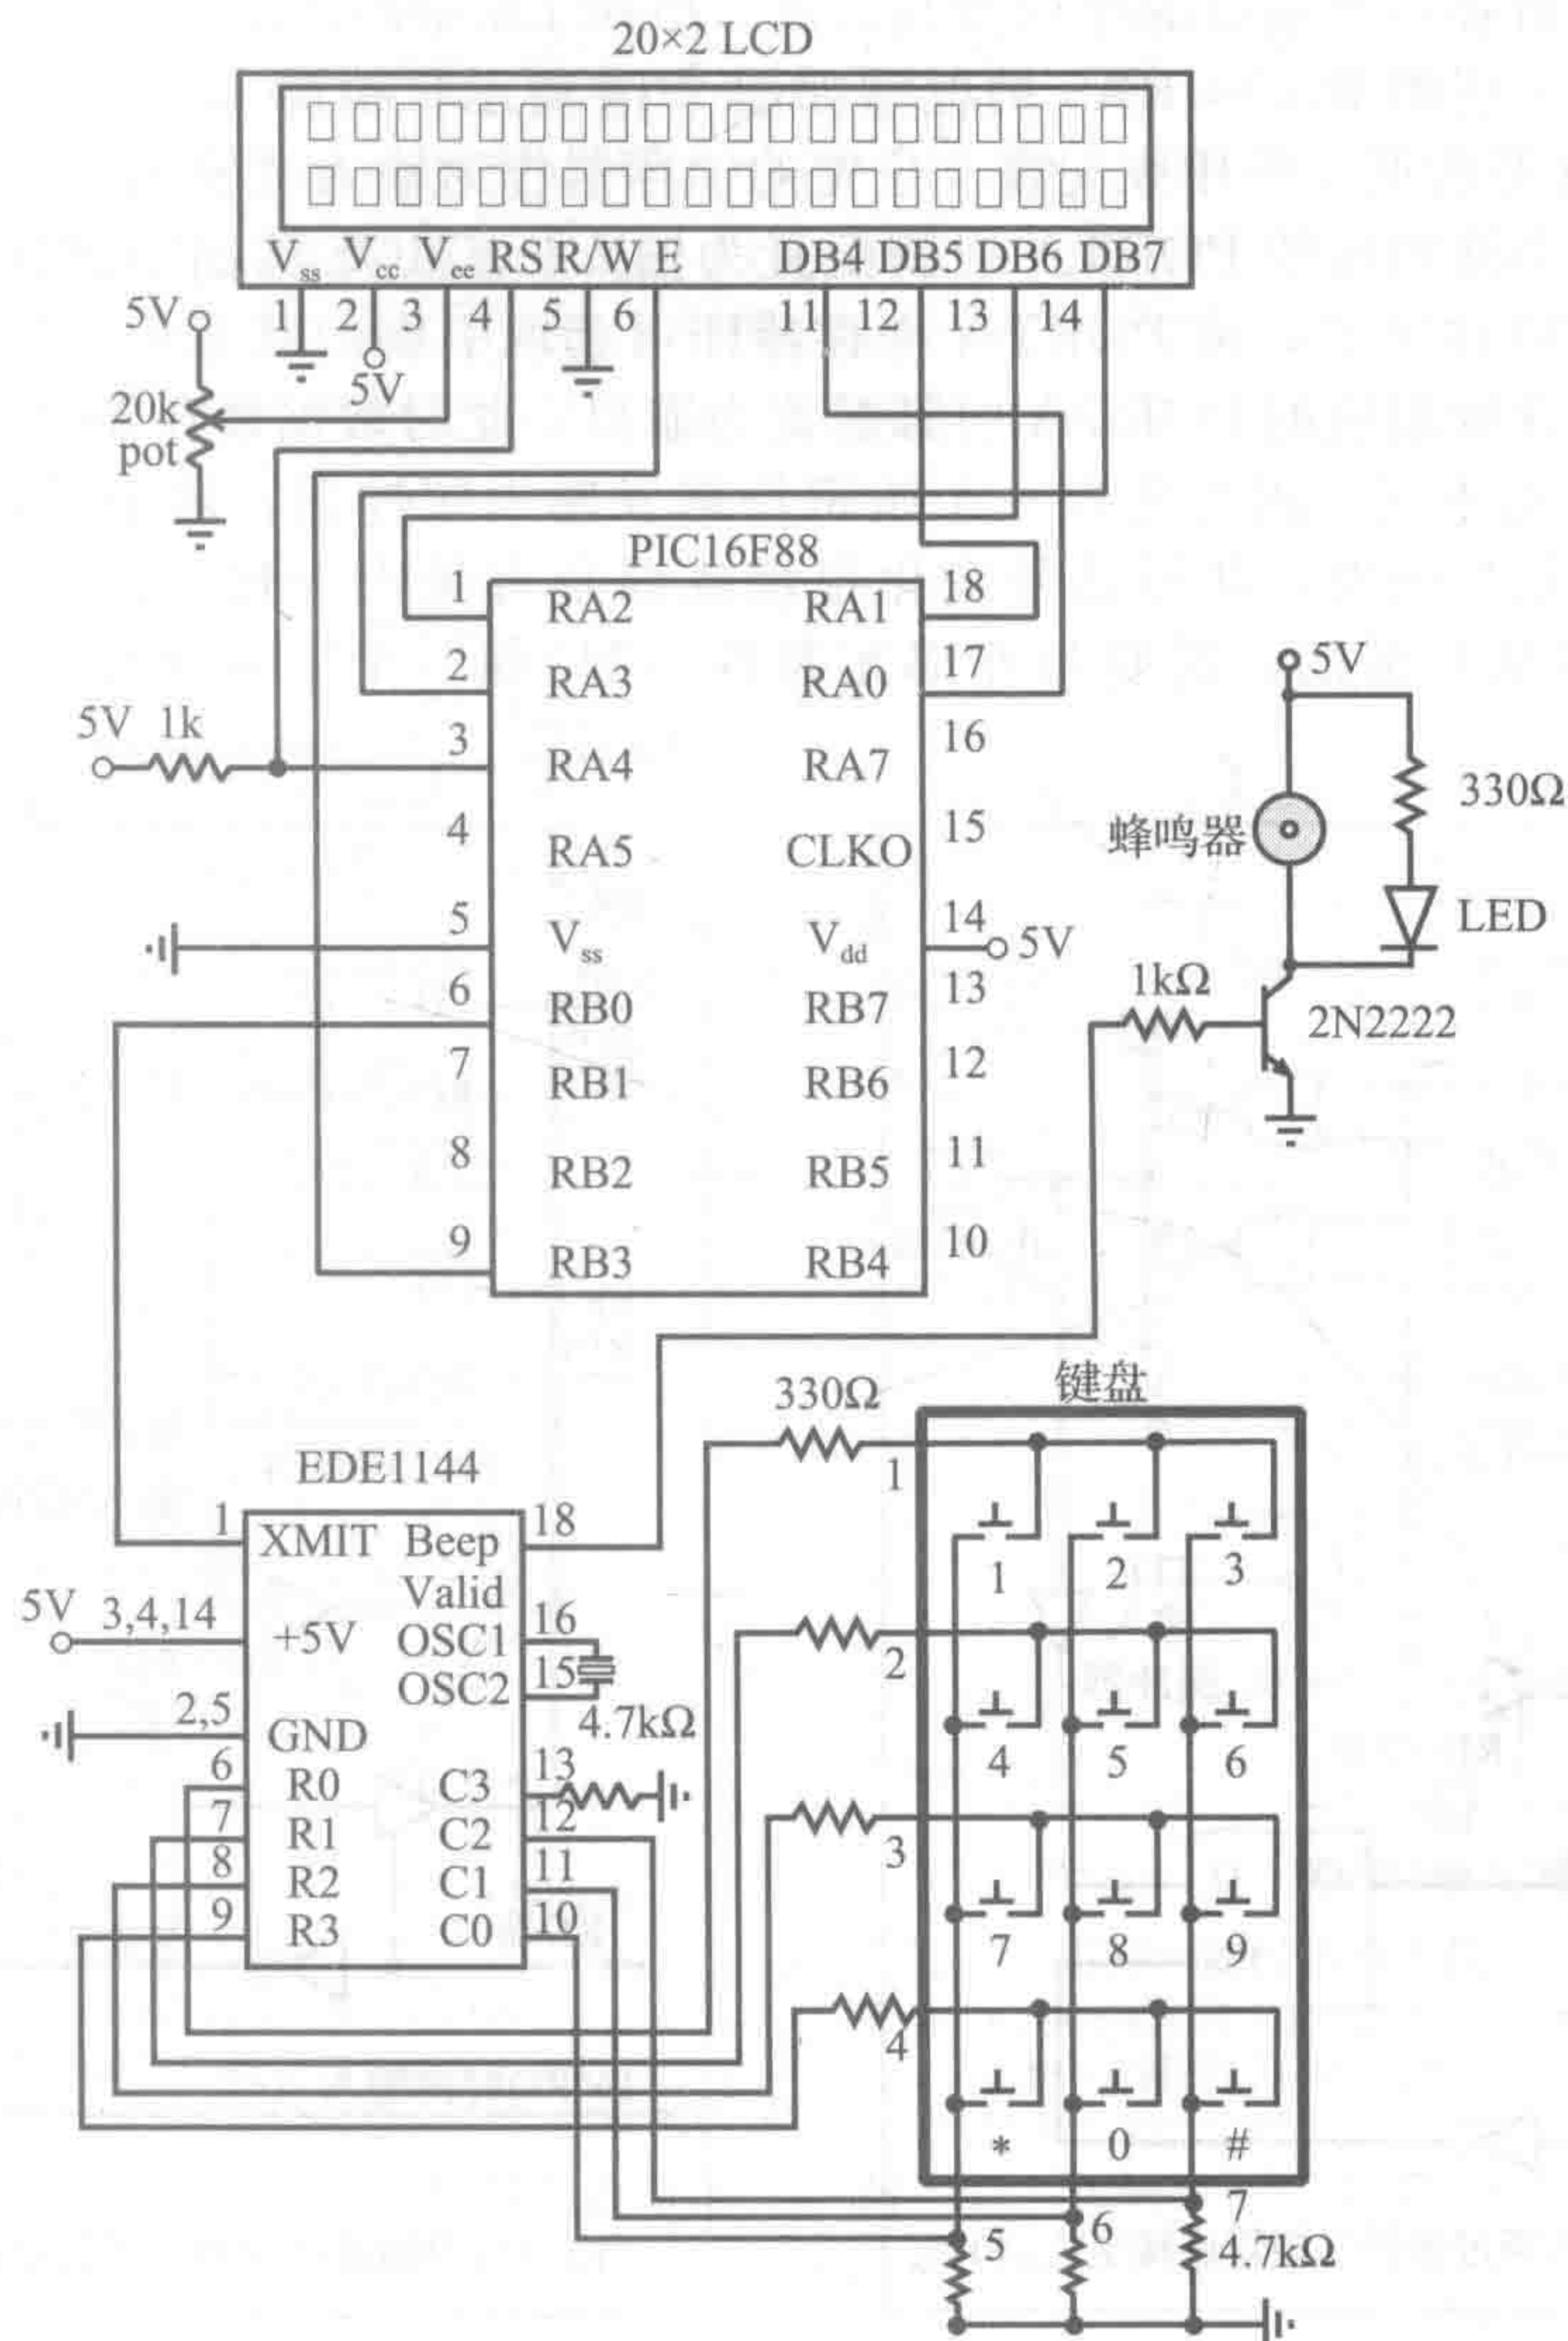 20×2 LCD
Vss Vcc Vee RS R/W E DB4 DB5 DB6 DB7
1 2 3 4 5 6 11 12 13 14
5V
5V
20k
pot
PIC16F88
1 RA2 RA1 18
2 RA3 RA0 17
5V 1k
3 RA4 RA7 16
4 RA5 CLKO 15
5 Vss Vdd 14 5V
6 RB0 RB7 13
7 RB1 RB6 12
8 RB2 RB5 11
9 RB3 RB4 10
5V
330Ω
蜂鸣器
LED
1kΩ
2N2222
EDE1144
1 XMIT Beep 18
Valid
5V 3,4,14 +5V OSC1 16
OSC2 15
2,5 GND 4.7kΩ
6 R0 C3 13
7 R1 C2 12
8 R2 C1 11
9 R3 C0 10
键盘
330Ω
1
1 2 3
2
4 5 6
3
7 8 9
4
* 0 #
5 6 7
4.7kΩ